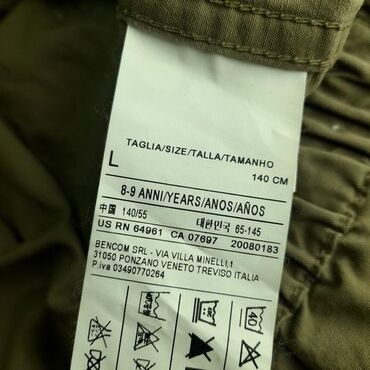 TAGLIA/SIZE/TALLA/TAMANHO
L 140 CM
8-9 ANNI/YEARS/ANOS/AÑOS
中国 140/55 대한민국 65-145
US RN 64961 CA 07697 20080183
BENCOM SRL - VIA VILLA MINELLI,1
31050 PONZANO VENETO TREVISO ITALIA
P.iva 03490770264
40